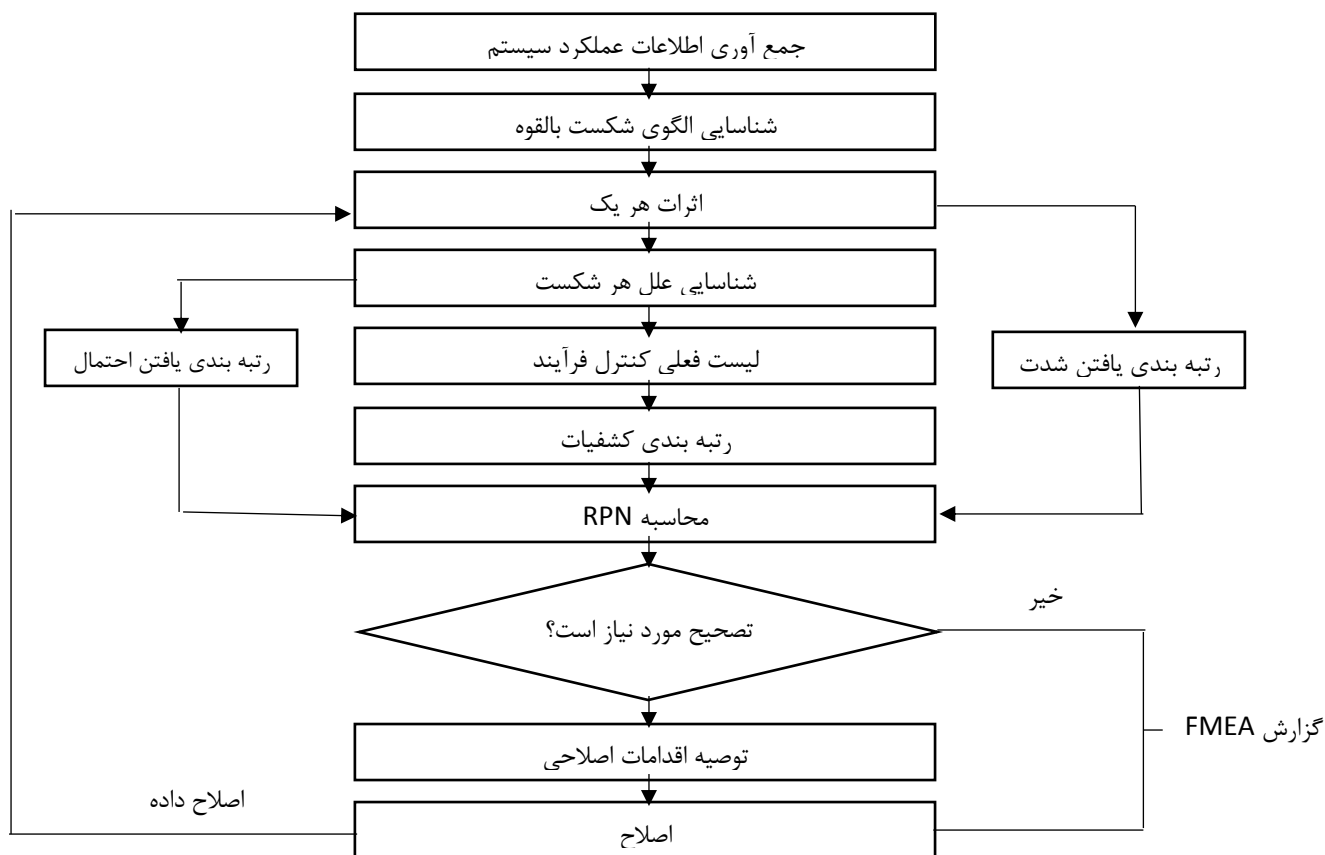 جمع آوری اطلاعات عملکرد سیستم
شناسایی الگوی شکست بالقوه
اثرات هر یک
شناسایی علل هر شکست
رتبه بندی یافتن شدت
لیست فعلی کنترل فرآیند
رتبه بندی یافتن احتمال
رتبه بندی کشفیات
محاسبه RPN
خیر
تصحیح مورد نیاز است؟
گزارش FMEA
توصیه اقدامات اصلاحی
اصلاح داده
اصلاح